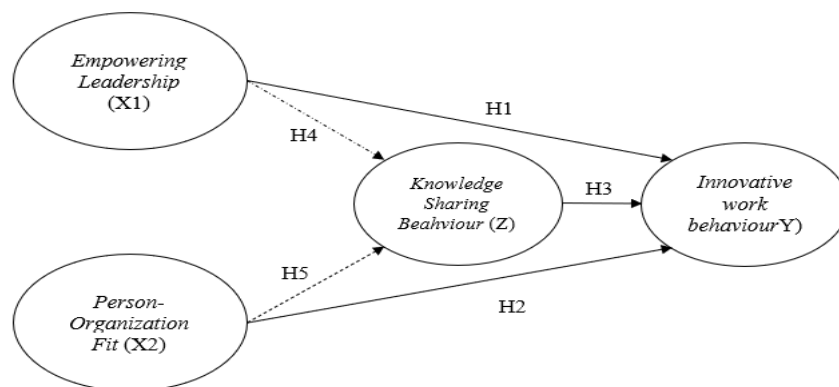 Empowering
Leadership
(X1)
H1
H4
Knowledge
Sharing
Beahviour (Z)
H3
Innovative
work
behaviourY)
H5
Person-
Organization
Fit (X2)
H2